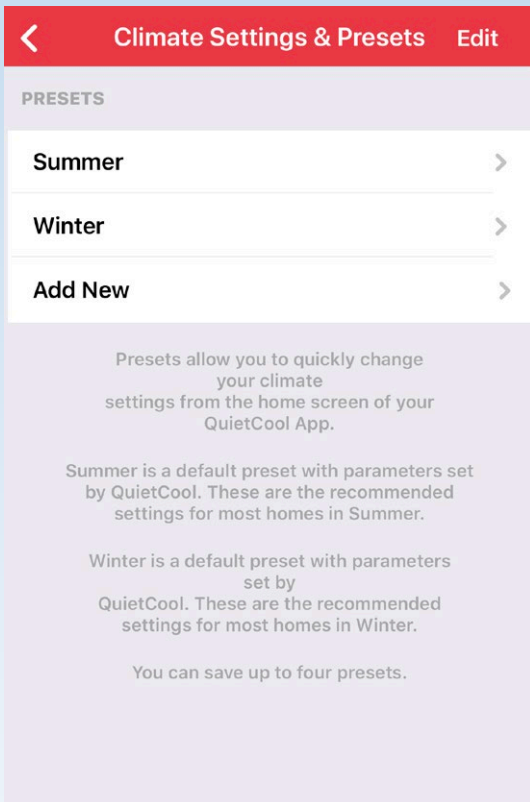 Climate Settings & Presets Edit
PRESETS
Summer
Winter
Add New
Presets allow you to quickly change
your climate
settings from the home screen of your
QuietCool App.
Summer is a default preset with parameters set
by QuietCool. These are the recommended
settings for most homes in Summer.
Winter is a default preset with parameters
set by
QuietCool. These are the recommended
settings for most homes in Winter.
You can save up to four presets.